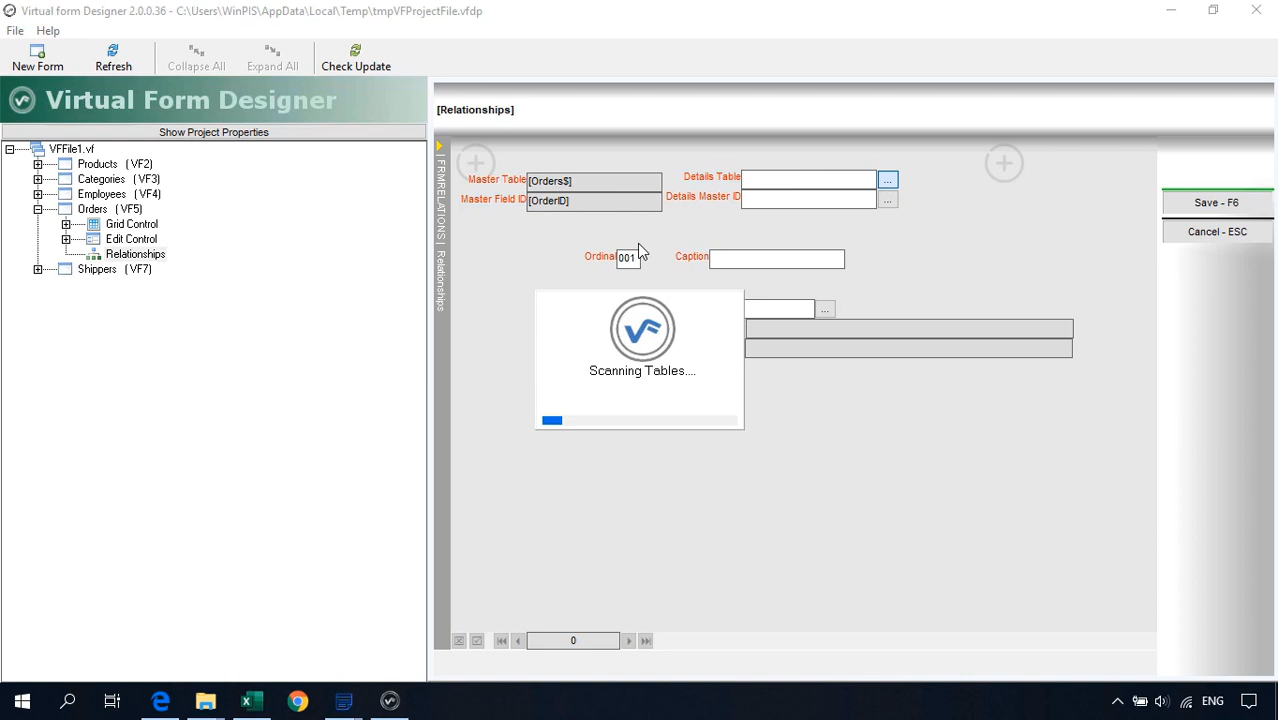 Virtual form Designer 2.0.0.36 - C:\Users\WinPIS\AppData\Local\Temp\tmpVFProjectFile.vfdp
File Help
New Form Refresh Collapse All Expand All Check Update
Virtual Form Designer
Show Project Properties
VFFile1.vf
Products (VF2)
Categories (VF3)
Employees (VF4)
Orders (VF5)
Grid Control
Edit Control
Relationships
Shippers (VF7)
[Relationships]
| FRMRELATIONS | Relationships
Master Table [Orders$] Details Table ...
Master Field ID [OrderID] Details Master ID ...
Ordinal 001 Caption
...
VF
Scanning Tables....
0
Save - F6
Cancel - ESC
ENG